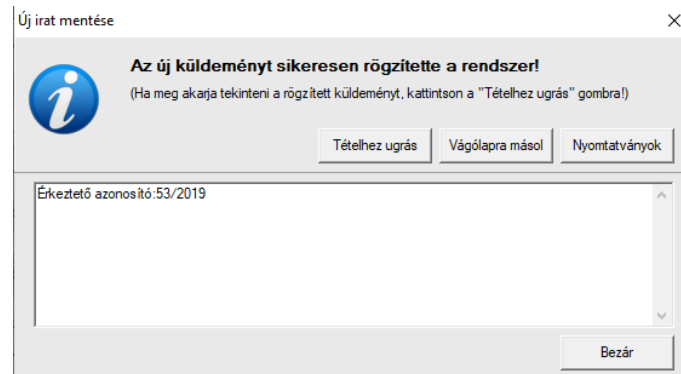 Új irat mentése
Az új küldeményt sikeresen rögzítette a rendszer!
(Ha meg akarja tekinteni a rögzített küldeményt, kattintson a "Tételhez ugrás" gombra!)
Tételhez ugrás Vágólapra másol Nyomtatványok
Érkeztető azonosító:53/2019
Bezár